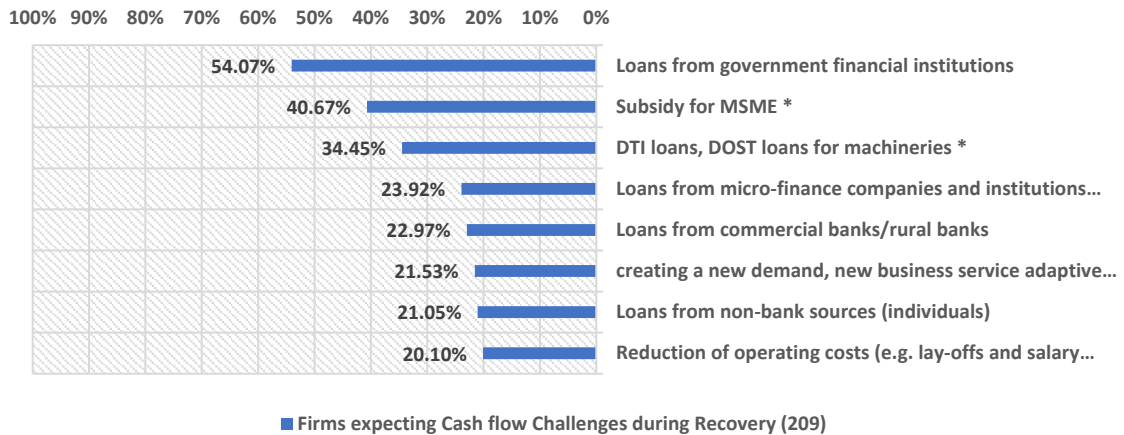 100% 90% 80% 70% 60% 50% 40% 30% 20% 10% 0%
54.07% Loans from government financial institutions
40.67% Subsidy for MSME *
34.45% DTI loans, DOST loans for machineries *
23.92% Loans from micro-finance companies and institutions…
22.97% Loans from commercial banks/rural banks
21.53% creating a new demand, new business service adaptive…
21.05% Loans from non-bank sources (individuals)
20.10% Reduction of operating costs (e.g. lay-offs and salary…
Firms expecting Cash flow Challenges during Recovery (209)